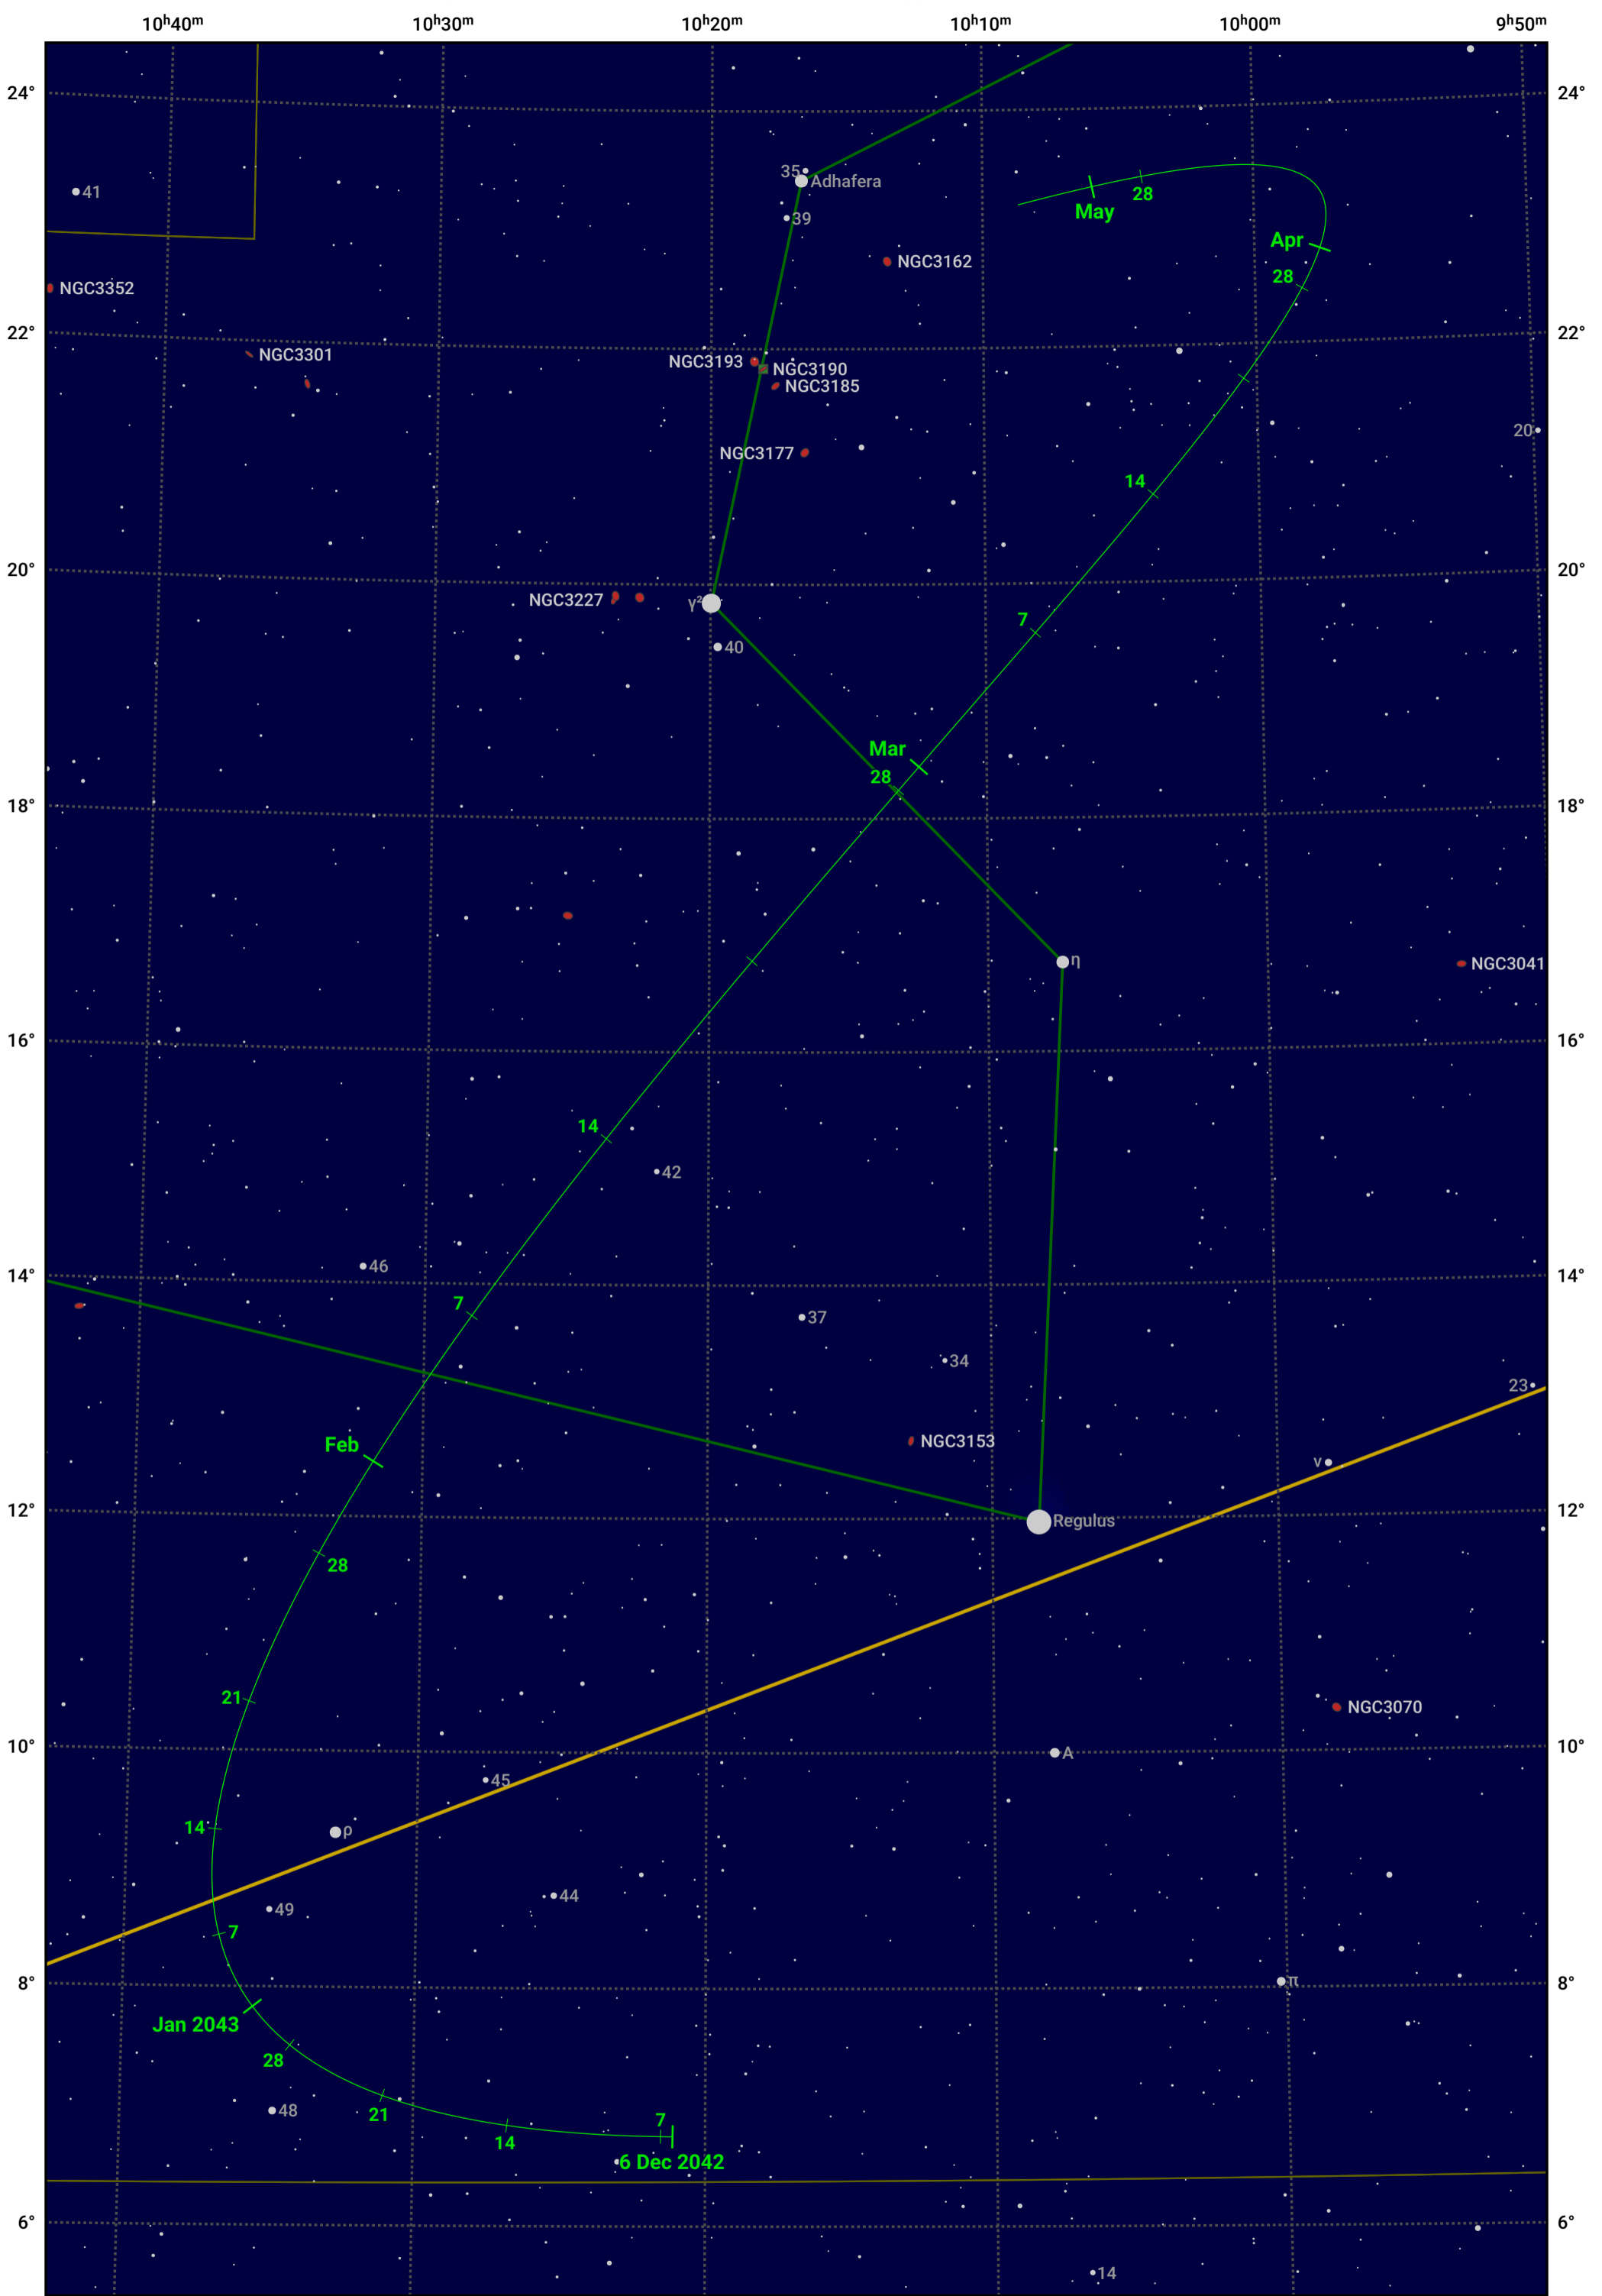 10ʰ40ᵐ 10ʰ30ᵐ 10ʰ20ᵐ 10ʰ10ᵐ 10ʰ00ᵐ 9ʰ50ᵐ
24° 24°
35 Adhafera
41
28
May
39
Apr
NGC3162
28
NGC3352
22° 22°
NGC3301
NGC3193
NGC3190
NGC3185
20
NGC3177
14
20° 20°
NGC3227
γ²
7
40
Mar
28
18° 18°
η
NGC3041
16° 16°
14
42
46
14° 14°
7
37
34
23
NGC3153
Feb
ν
12° 12°
Regulus
28
21
NGC3070
10° 10°
A
45
14
ρ
44
49
7
8° 8°
π
Jan 2043
28
48
21
7
14
6 Dec 2042
6° 6°
14